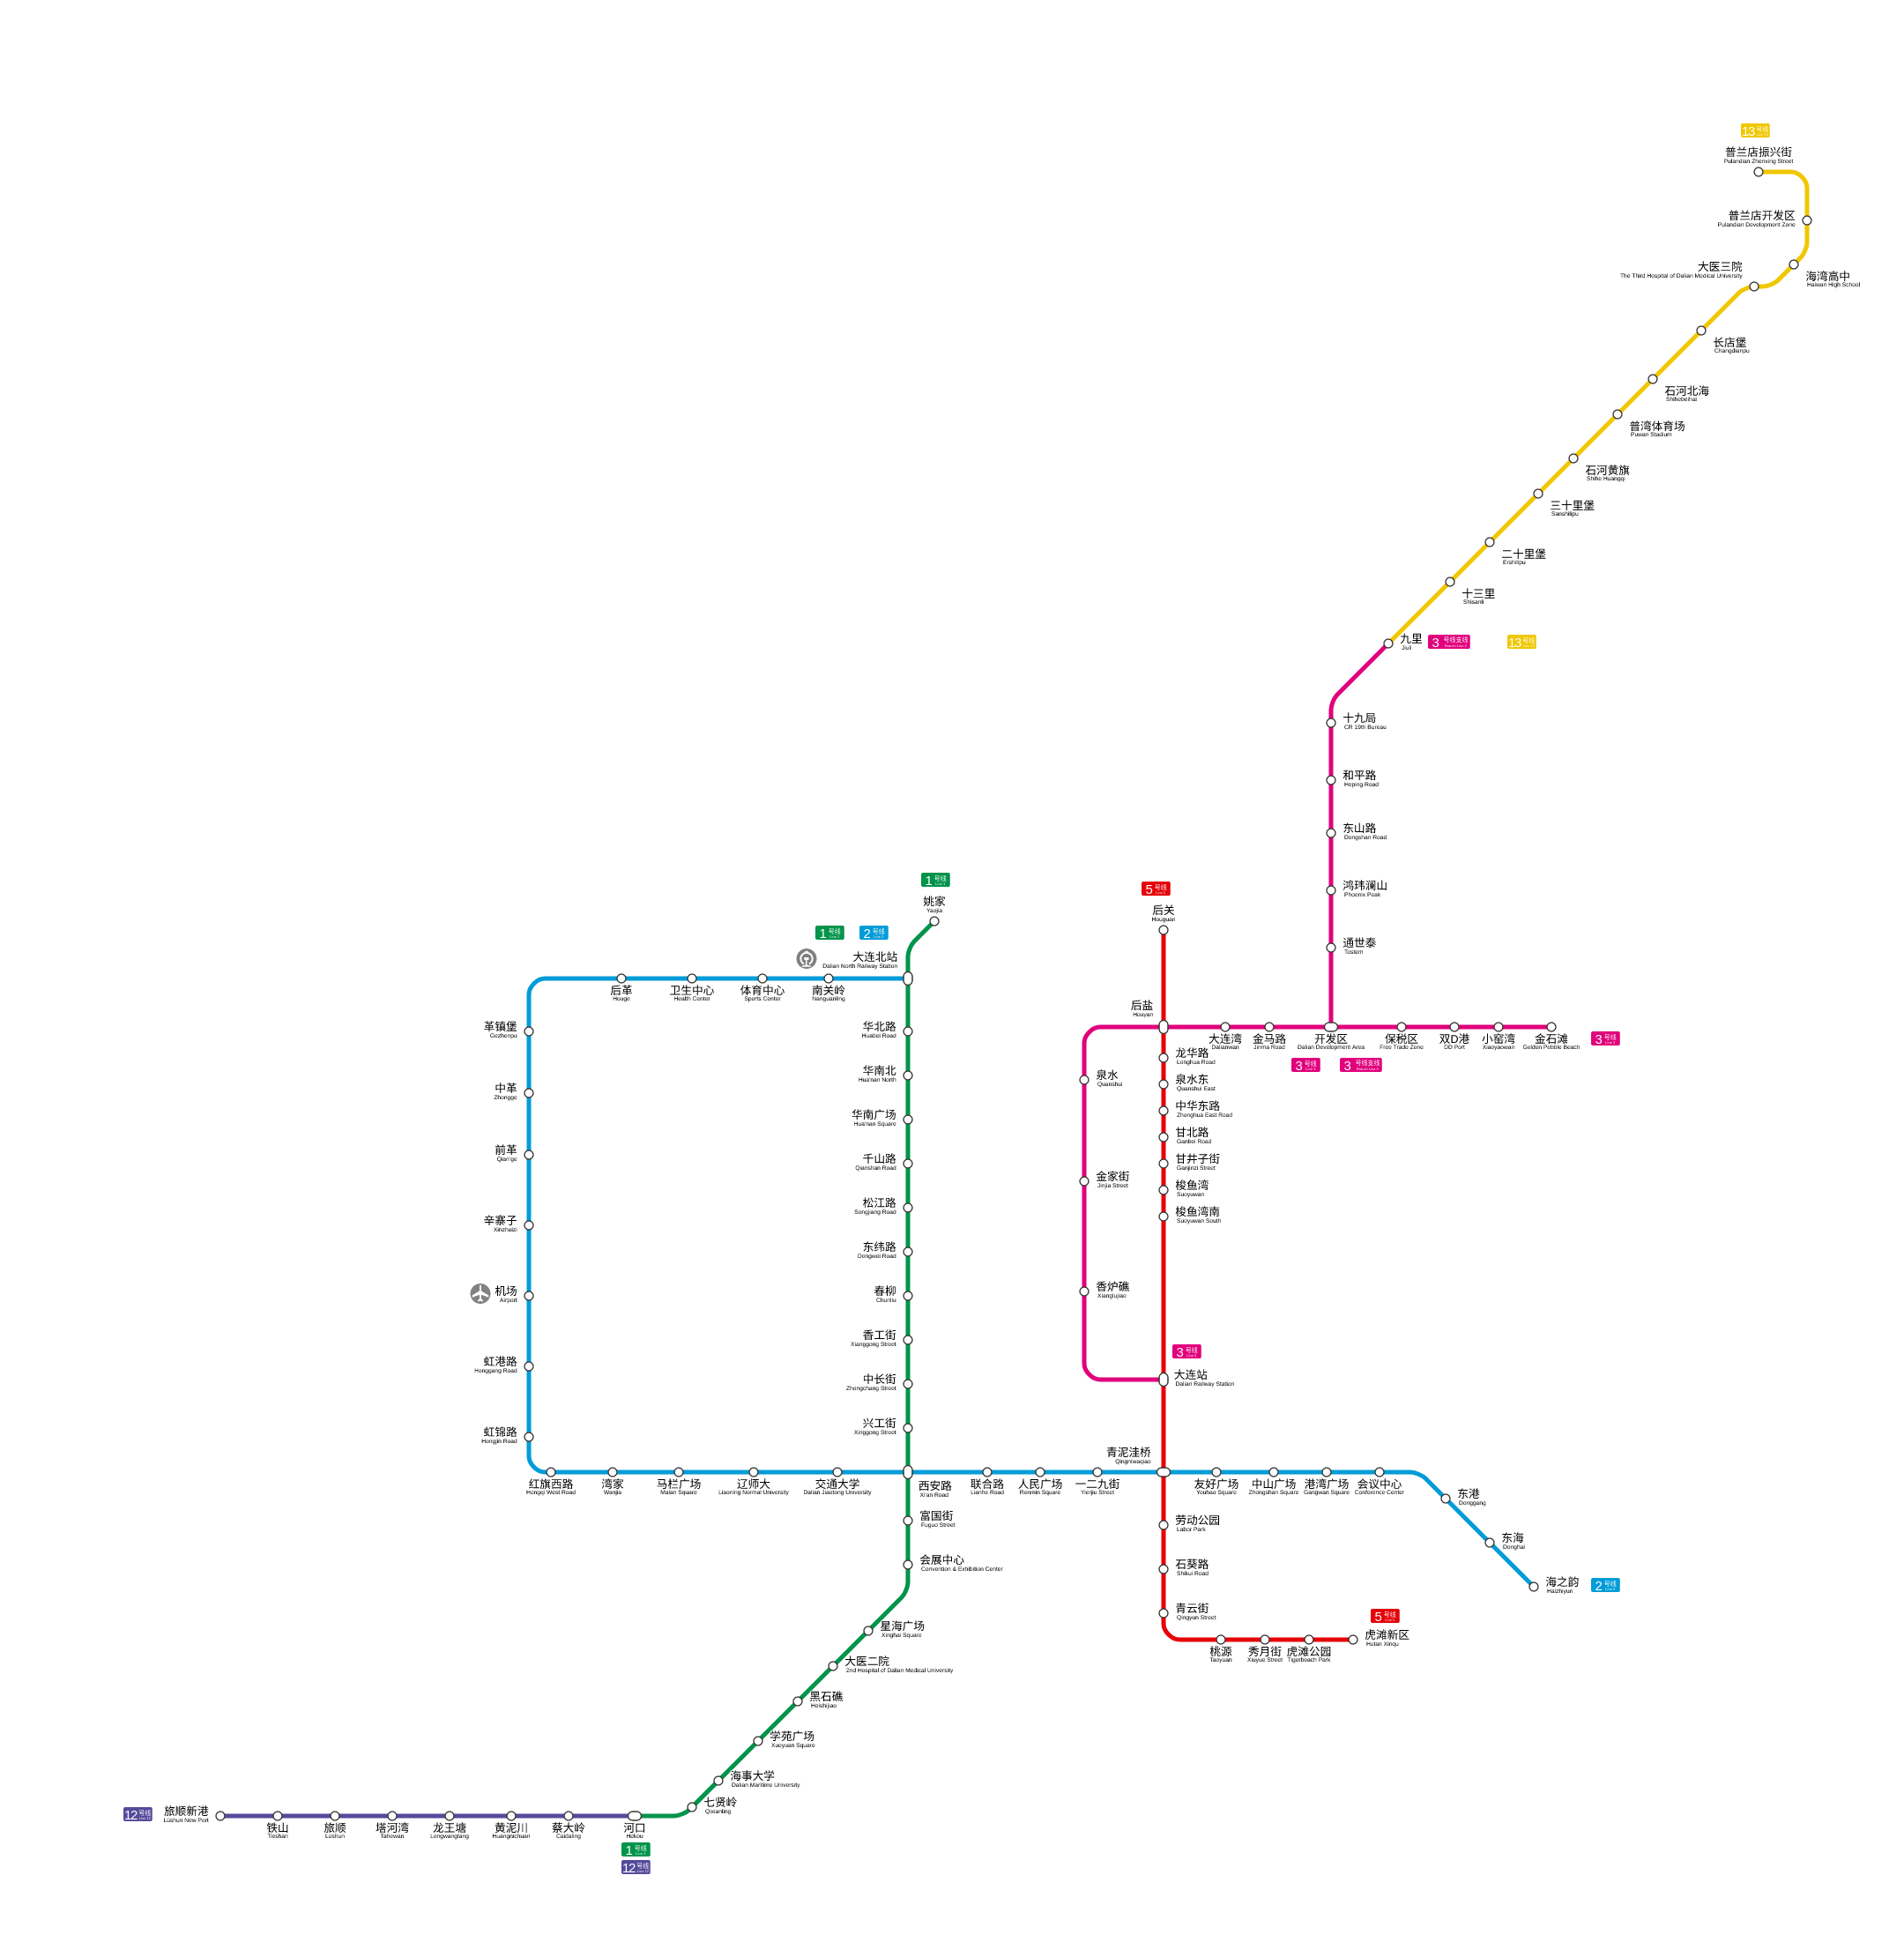 13 号线
Line 13
普兰店振兴街
Pulandian Zhenxing Street
普兰店开发区
Pulandian Development Zone
大医三院
The Third Hospital of Dalian Medical University
海湾高中
Haiwan High School
长店堡
Changdianpu
石河北海
Shihebeihai
普湾体育场
Puwan Stadium
石河黄旗
Shihe Huangqi
三十里堡
Sanshilipu
二十里堡
Ershilipu
十三里
Shisanli
九里
Jiuli
3 号线支线
Branch Line 3
13 号线
Line 13
十九局
CR 19th Bureau
和平路
Heping Road
东山路
Dongshan Road
鸿玮澜山
Phoenix Peak
通世泰
Tostem
1 号线
Line 1
姚家
Yaojia
5 号线
Line 5
后关
Houguan
1 号线
Line 1
2 号线
Line 2
大连北站
Dalian North Railway Station
后革
Houge
卫生中心
Health Center
体育中心
Sports Center
南关岭
Nanguanling
革镇堡
Gezhenpu
中革
Zhongge
前革
Qian'ge
辛寨子
Xinzhaizi
机场
Airport
虹港路
Honggang Road
虹锦路
Hongjin Road
华北路
Huabei Road
华南北
Hua'nan North
华南广场
Hua'nan Square
千山路
Qianshan Road
松江路
Songjiang Road
东纬路
Dongwei Road
春柳
Chunliu
香工街
Xianggong Street
中长街
Zhongchang Street
兴工街
Xinggong Street
后盐
Houyan
大连湾
Dalianwan
金马路
Jinma Road
开发区
Dalian Development Area
保税区
Free Trade Zone
双D港
DD Port
小窑湾
Xiaoyaowan
金石滩
Golden Pebble Beach
3 号线
Line 3
3 号线
Line 3
3 号线支线
Branch Line 3
泉水
Quanshui
金家街
Jinjia Street
香炉礁
Xianglujiao
龙华路
Longhua Road
泉水东
Quanshui East
中华东路
Zhonghua East Road
甘北路
Ganbei Road
甘井子街
Ganjinzi Street
梭鱼湾
Suoyuwan
梭鱼湾南
Suoyuwan South
3 号线
Line 3
大连站
Dalian Railway Station
青泥洼桥
Qingniwaqiao
红旗西路
Hongqi West Road
湾家
Wanjia
马栏广场
Malan Square
辽师大
Liaoning Normal University
交通大学
Dalian Jiaotong University
西安路
Xi'an Road
联合路
Lianhe Road
人民广场
Renmin Square
一二九街
Yierjiu Street
友好广场
Youhao Square
中山广场
Zhongshan Square
港湾广场
Gangwan Square
会议中心
Conference Center
东港
Donggang
东海
Donghai
海之韵
Haizhiyun
2 号线
Line 2
富国街
Fuguo Street
会展中心
Convention & Exhibition Center
星海广场
Xinghai Square
大医二院
2nd Hospital of Dalian Medical University
黑石礁
Heishijiao
学苑广场
Xueyuan Square
海事大学
Dalian Maritime University
七贤岭
Qixianling
劳动公园
Labor Park
石葵路
Shikui Road
青云街
Qingyun Street
桃源
Taoyuan
秀月街
Xiuyue Street
虎滩公园
Tigerbeach Park
5 号线
Line 5
虎滩新区
Hutan Xinqu
12 号线
Line 12
旅顺新港
Lüshun New Port
铁山
Tieshan
旅顺
Lüshun
塔河湾
Tahewan
龙王塘
Longwangtang
黄泥川
Huangnichuan
蔡大岭
Caidaling
河口
Hekou
1 号线
Line 1
12 号线
Line 12